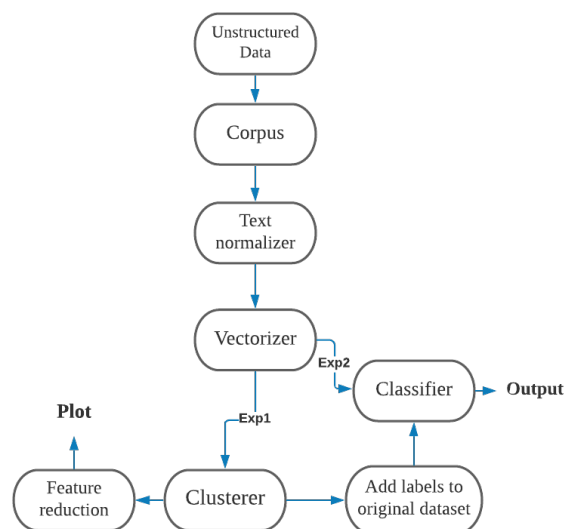 Unstructured
Data
Corpus
Text
normalizer
Vectorizer
Exp2
Classifier
Output
Plot
Exp1
Feature
reduction
Clusterer
Add labels to
original dataset